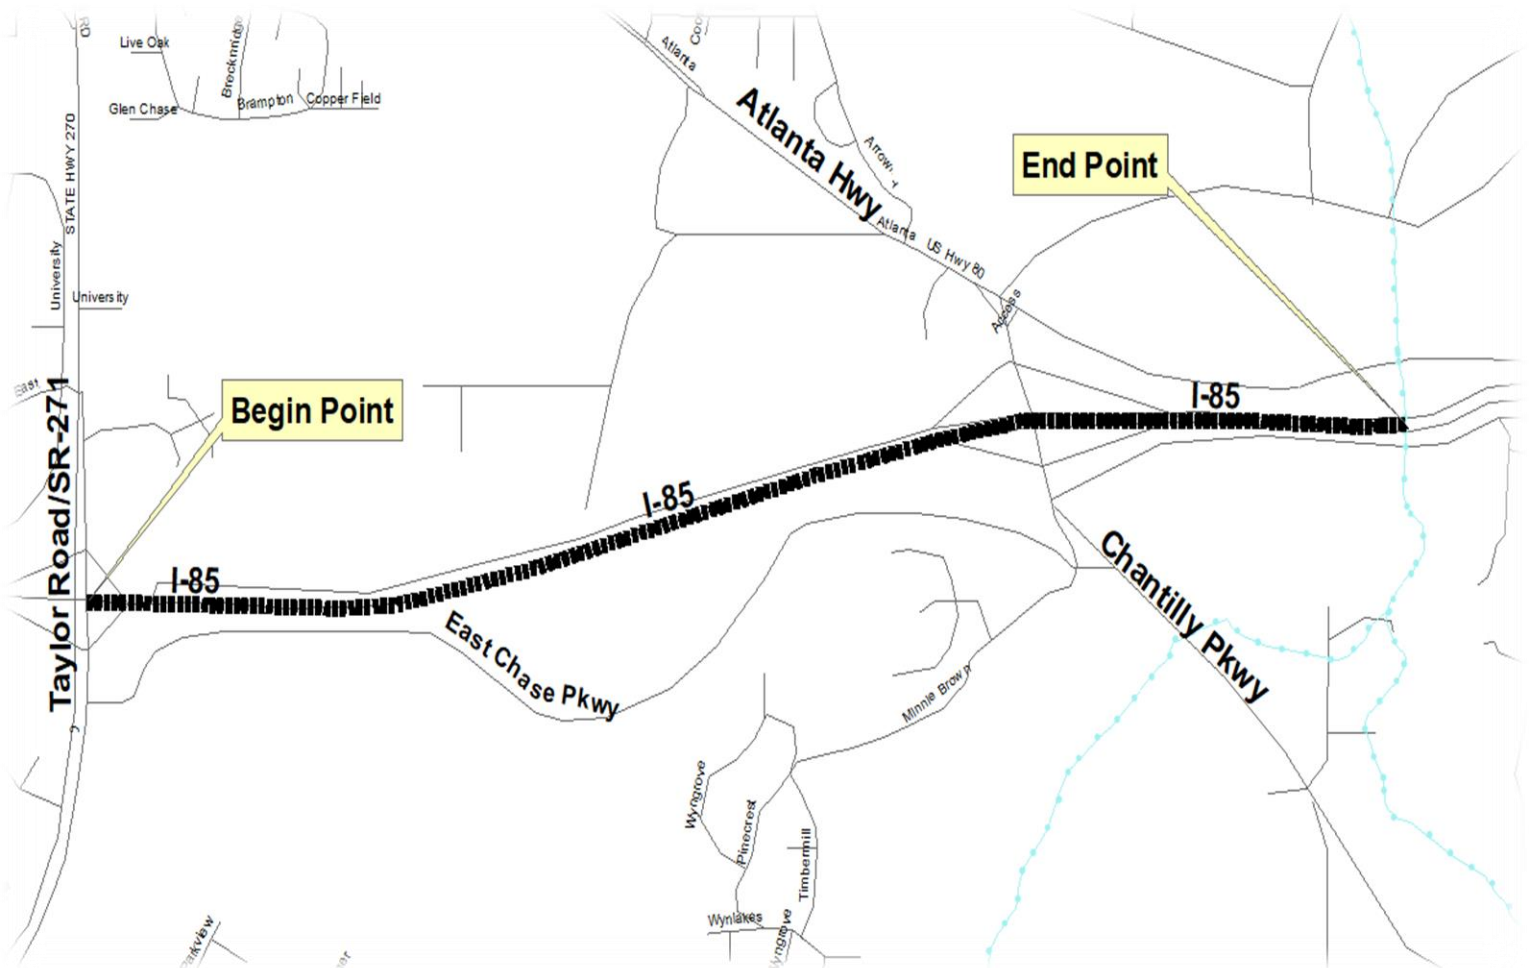 RD
Live Oak
Breckinridge
Glen Chase
Brampton
Copper Field
STATE HWY 270
University
University
East
Taylor Road/SR-271
Begin Point
I-85
I-85
I-85
East Chase Pkwy
Atlanta
Atlanta Hwy
Atlanta
US Hwy 80
Access
End Point
Chantilly Pkwy
Minnie Brown
Wyngrove
Pinecrest
Timbermill
Wynlakes
Wyngrove
Parkview